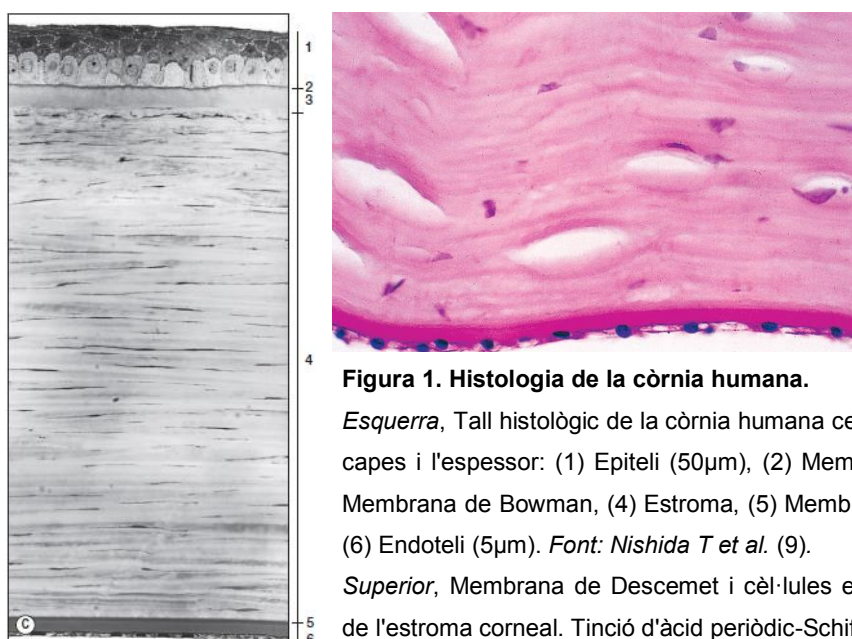 1
2
3
4
5
6
C
Figura 1. Histologia de la còrnia humana.
Esquerra, Tall histològic de la còrnia humana ce
capes i l'espessor: (1) Epiteli (50µm), (2) Mem
Membrana de Bowman, (4) Estroma, (5) Memb
(6) Endoteli (5µm). Font: Nishida T et al. (9).
Superior, Membrana de Descemet i cèl·lules e
de l'estroma corneal. Tinció d'àcid periòdic-Schif